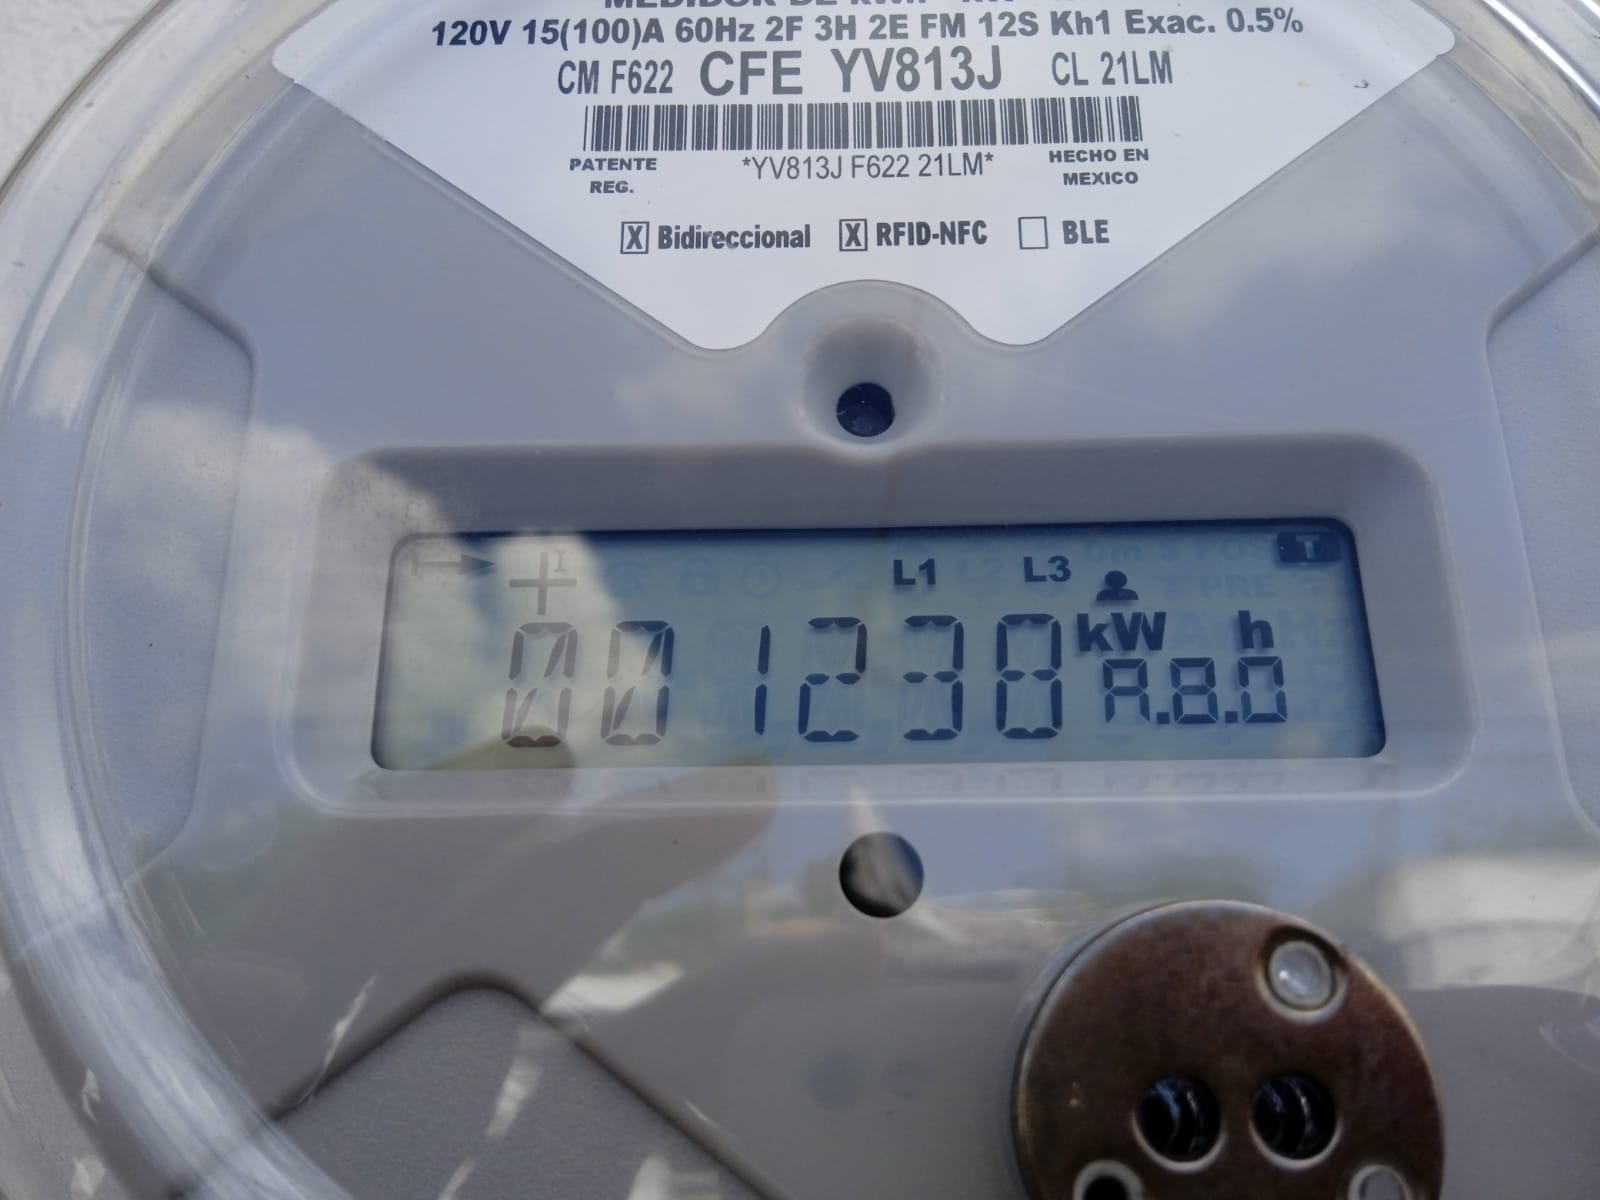 120V 15(100)A 60Hz 2F 3H 2E FM 12S Kh1 Exac. 0.5%
CM F622 CFE YV813J CL 21LM
PATENTE REG.
*YV813J F622 21LM*
HECHO EN MEXICO
X Bidireccional X RFID-NFC BLE
L1 L3 T
001238 kW h
A.8.0